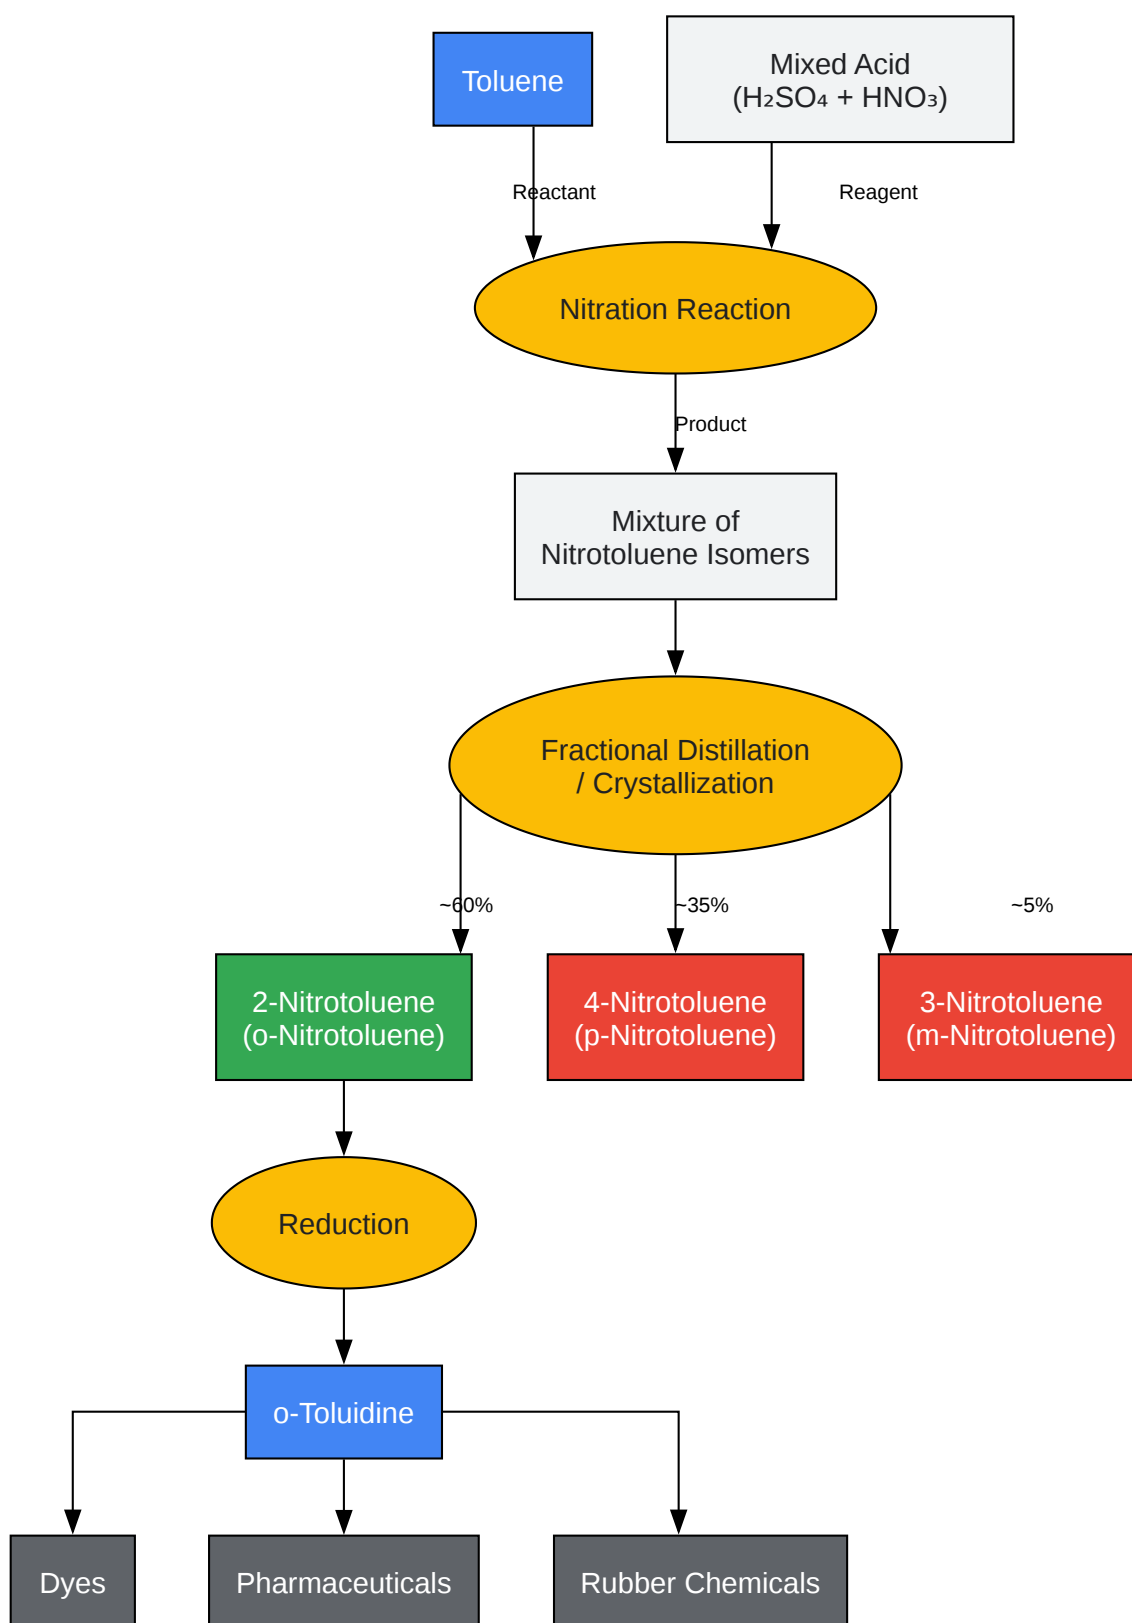 Toluene
Mixed Acid
(H₂SO₄ + HNO₃)
Reactant
Reagent
Nitration Reaction
Product
Mixture of
Nitrotoluene Isomers
Fractional Distillation
/ Crystallization
~60%
~35%
~5%
2-Nitrotoluene
(o-Nitrotoluene)
4-Nitrotoluene
(p-Nitrotoluene)
3-Nitrotoluene
(m-Nitrotoluene)
Reduction
o-Toluidine
Dyes
Pharmaceuticals
Rubber Chemicals